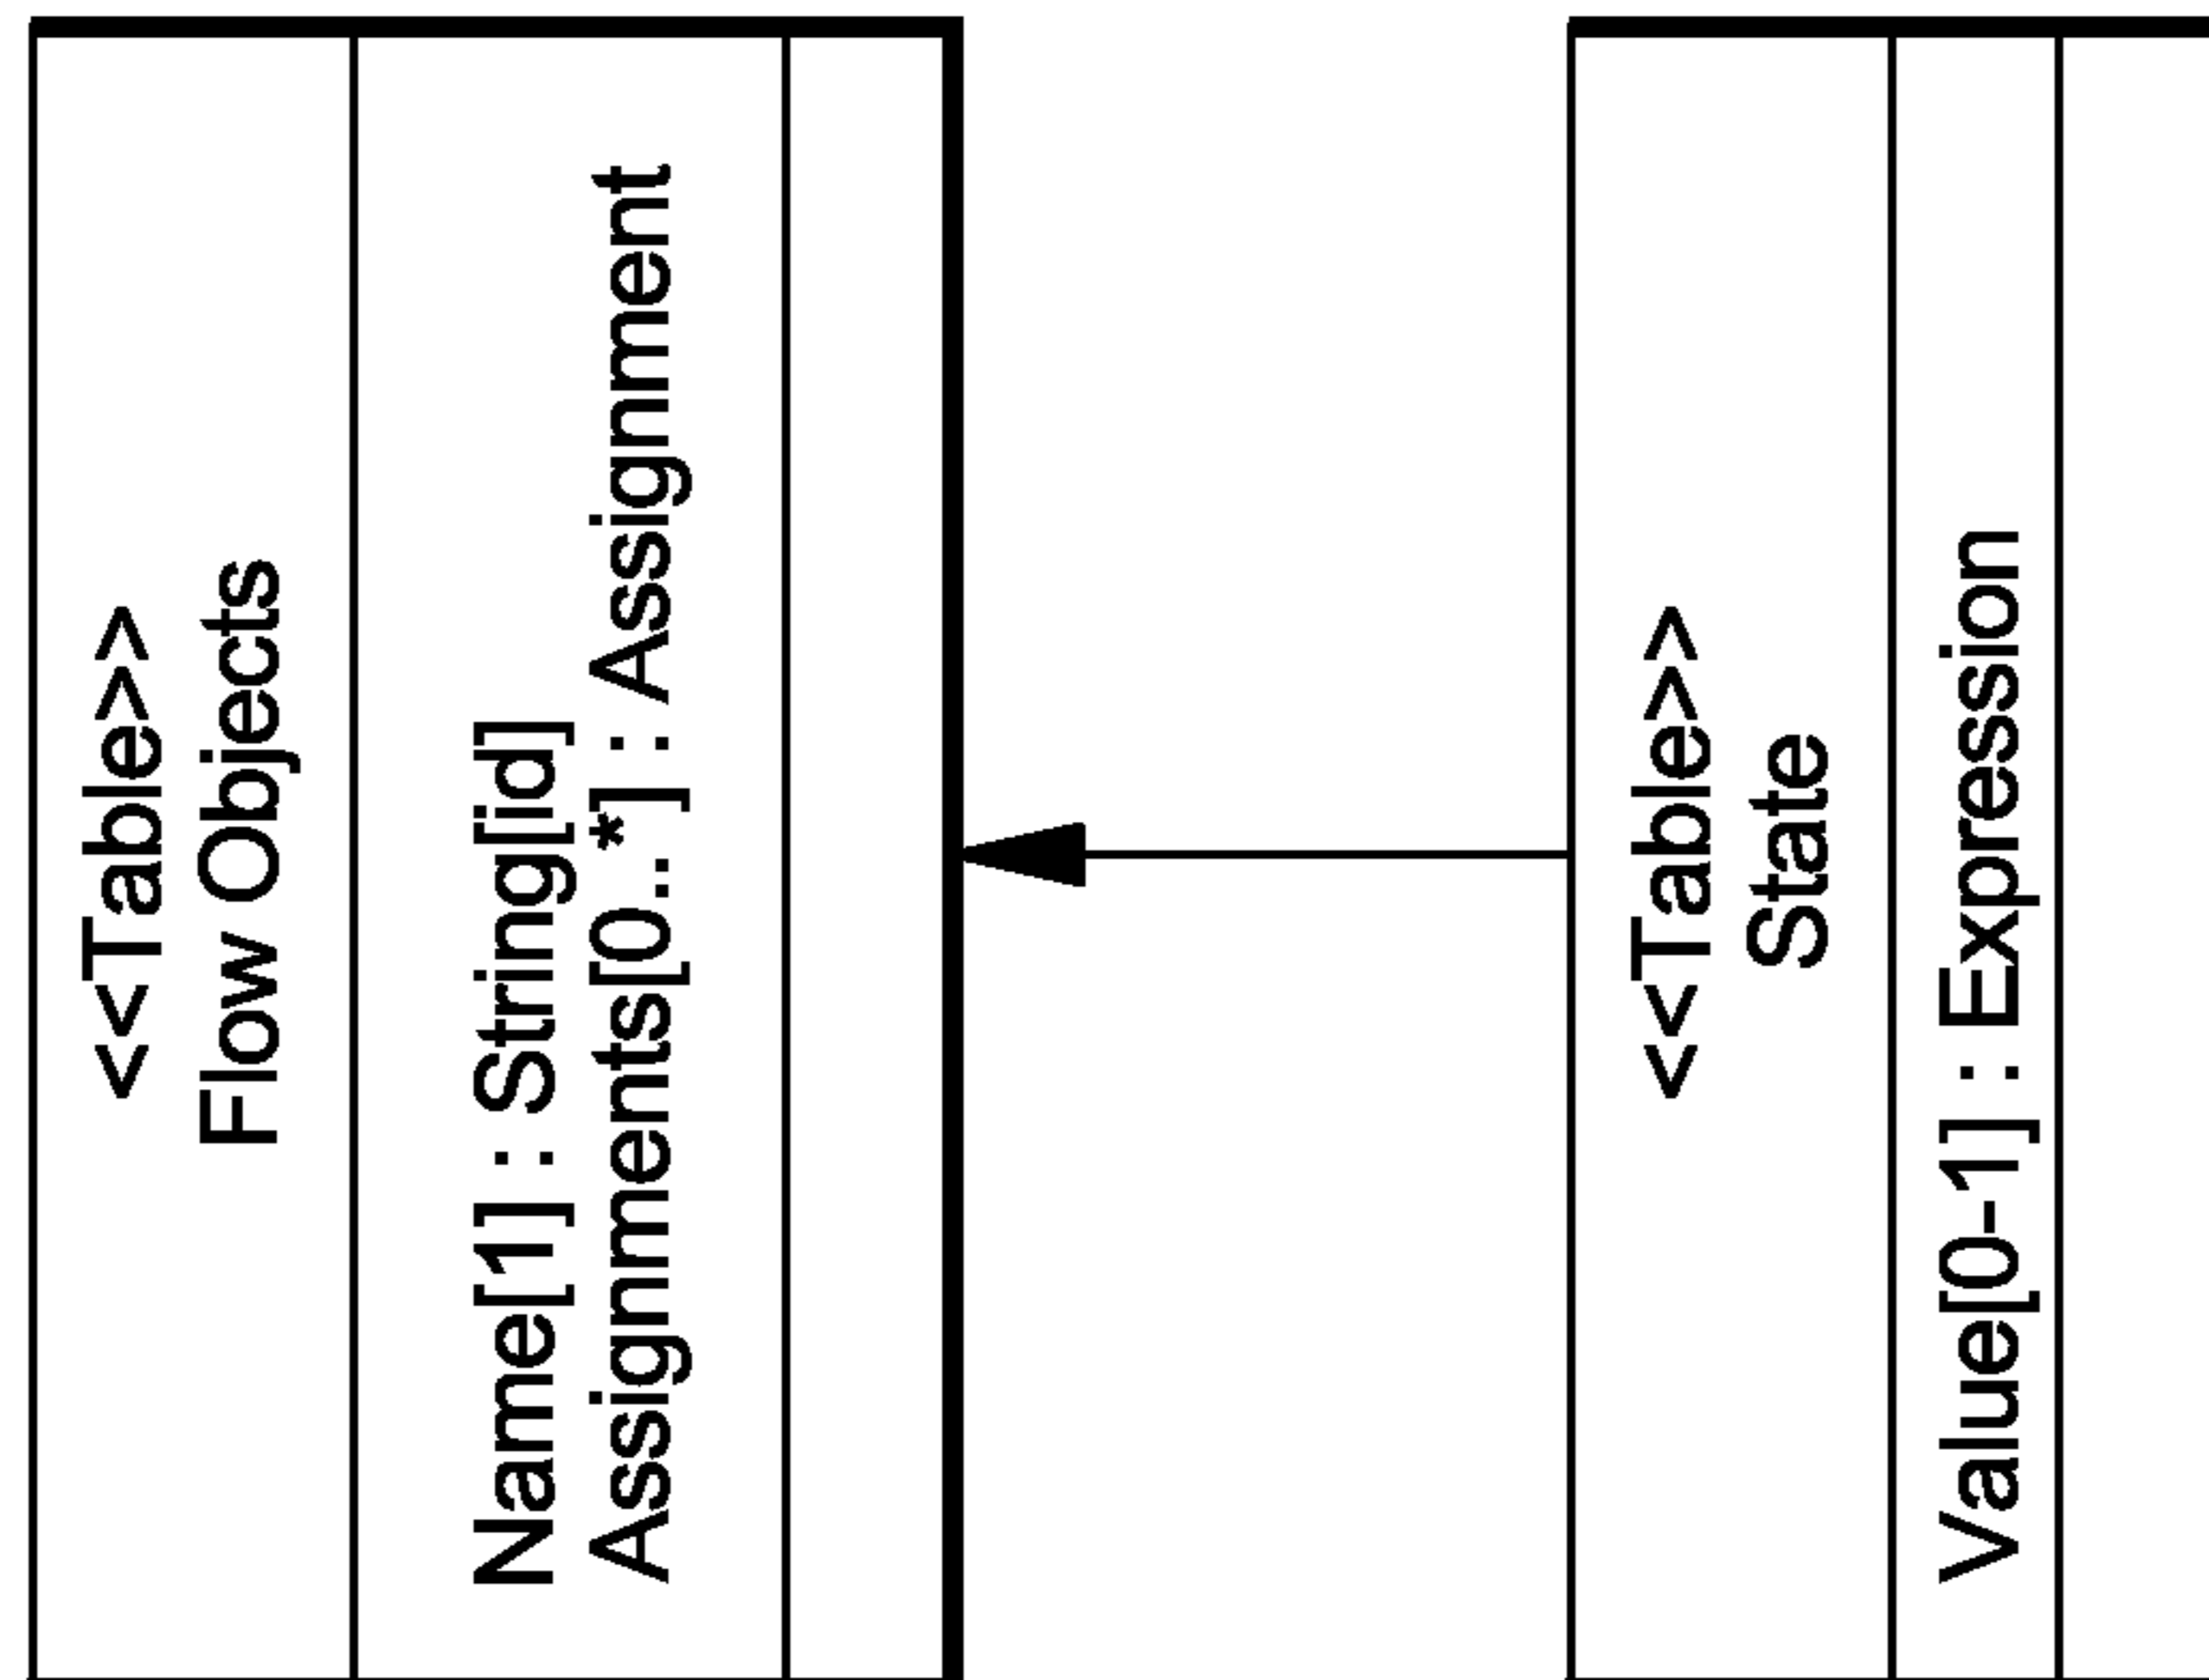 <<Table>>
Flow Objects
Name[1] : String[id]
Assignments[0..*] : Assignment
<<Table>>
State
Value[0-1] : Expression